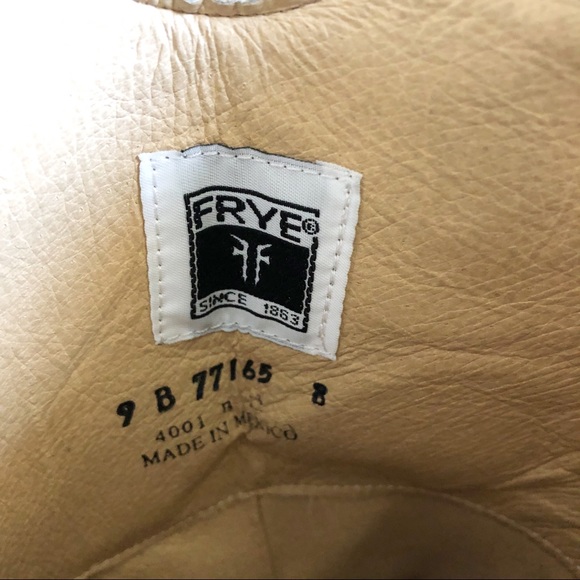 FRYE®
SINCE 1863
9 B 77165 8
4001
MADE IN MEXICO